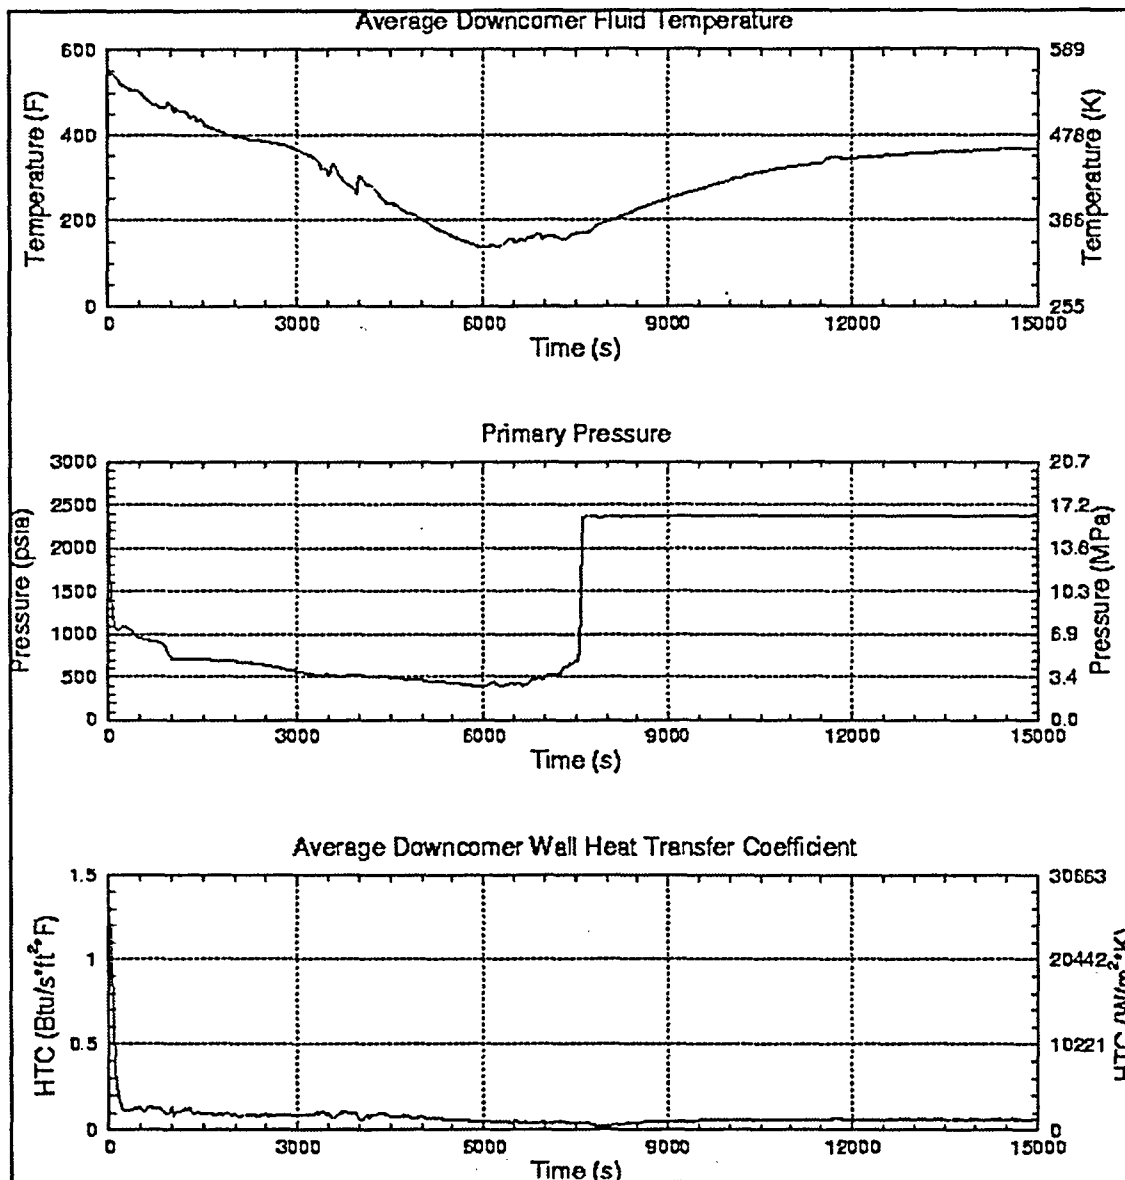 Average Downcomer Fluid Temperature
600
400
200
0
589
478
366
255
Temperature (F)
Temperature (K)
0 3000 6000 9000 12000 15000
Time (s)
Primary Pressure
3000
2500
2000
1500
1000
500
0
20.7
17.2
13.8
10.3
6.9
3.4
0.0
Pressure (psia)
Pressure (MPa)
0 3000 6000 9000 12000 15000
Time (s)
Average Downcomer Wall Heat Transfer Coefficient
1.5
1
0.5
0
30663
20442
10221
0
HTC (Btu/s*ft²*F)
HTC (W/m²*K)
0 3000 6000 9000 12000 15000
Time (s)